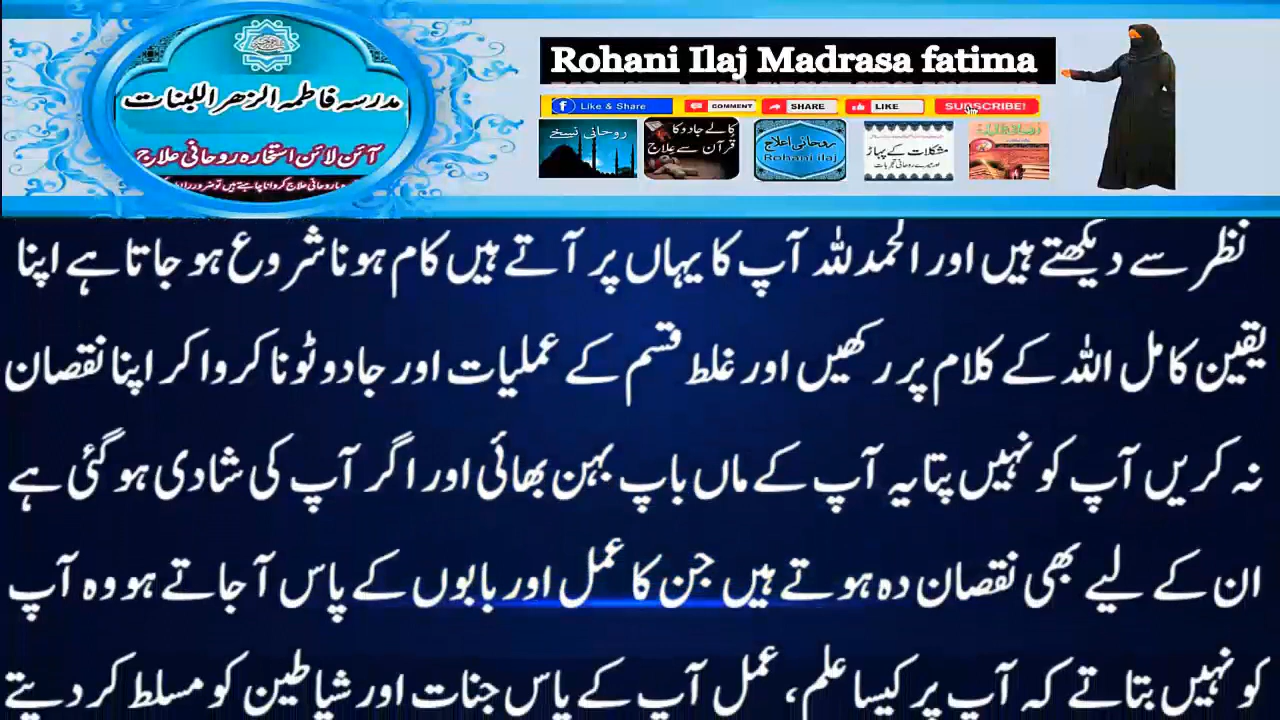 مدرسہ فاطمہ الزھرا للبنات
آئن لائن استخارہ روحانی علاج
Rohani Ilaj Madrasa fatima
Like & Share
COMMENT
SHARE
LIKE
SUBSCRIBE!
روحانی نسخے
کالے جادو کا
قرآن سے علاج
روحانی علاج
Rohani ilaj
مشکلات کے پہاڑ
نظر سے دیکھتے ہیں اور الحمدللہ آپ کا یہاں پر آتے ہیں کام ہونا شروع ہو جاتا ہے اپنا
یقین کامل اللہ کے کلام پر رکھیں اور غلط قسم کے عملیات اور جادو ٹونا کروا کر اپنا نقصان
نہ کریں آپ کو نہیں پتا یہ آپ کے ماں باپ بہن بھائی اور اگر آپ کی شادی ہو گئی ہے
ان کے لیے بھی نقصان دہ ہوتے ہیں جن کا عمل اور بابوں کے پاس آ جاتے ہو وہ آپ
کو نہیں بتاتے کہ آپ پر کیسا علم، عمل آپ کے پاس جنات اور شیاطین کو مسلط کر دیتے